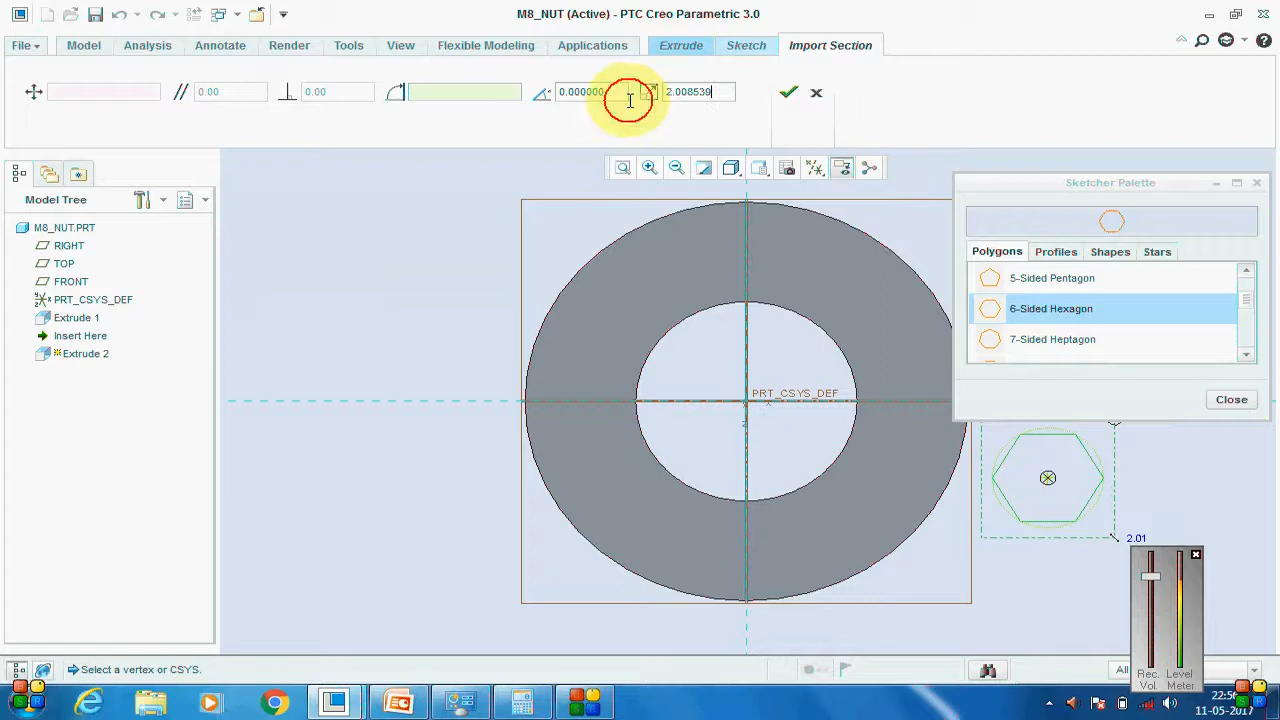 M8_NUT (Active) - PTC Creo Parametric 3.0
File Model Analysis Annotate Render Tools View Flexible Modeling Applications Extrude Sketch Import Section
0.00 0.00 0.000000 2.008539
Model Tree
M8_NUT.PRT
RIGHT
TOP
FRONT
PRT_CSYS_DEF
Extrude 1
Insert Here
Extrude 2
Sketcher Palette
Polygons Profiles Shapes Stars
5-Sided Pentagon
6-Sided Hexagon
7-Sided Heptagon
Close
PRT_CSYS_DEF
2.01
Select a vertex or CSYS.
All
Rec. Level
Vol. Meter
11-05-2017